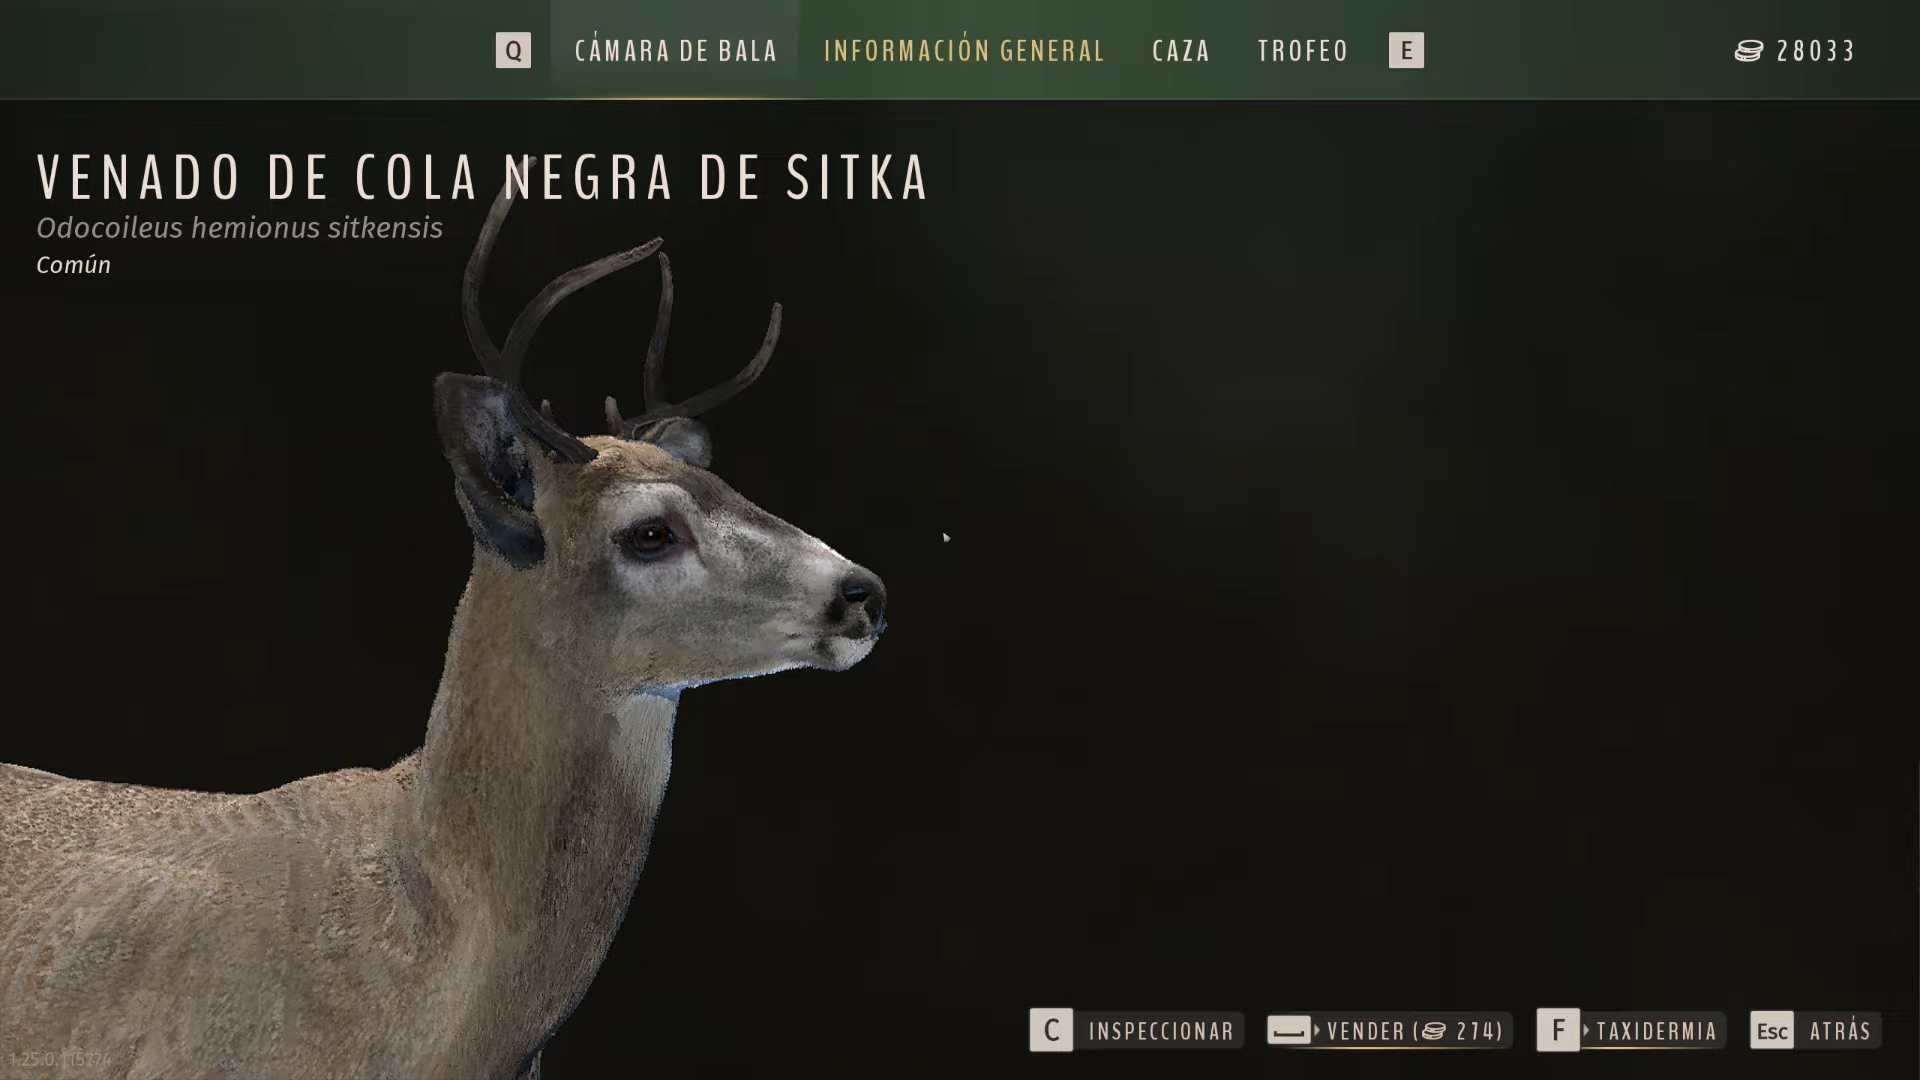 Q CÁMARA DE BALA INFORMACIÓN GENERAL CAZA TROFEO E 28033
VENADO DE COLA NEGRA DE SITKA
Odocoileus hemionus sitkensis
Común
C INSPECCIONAR VENDER ( 274) F TAXIDERMIA Esc ATRÁS